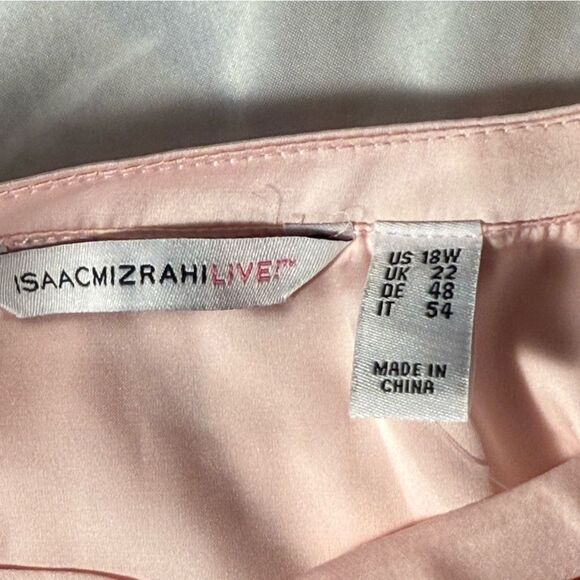 ISAACMIZRAHILIVE!™
US 18W
UK 22
DE 48
IT 54
MADE IN
CHINA